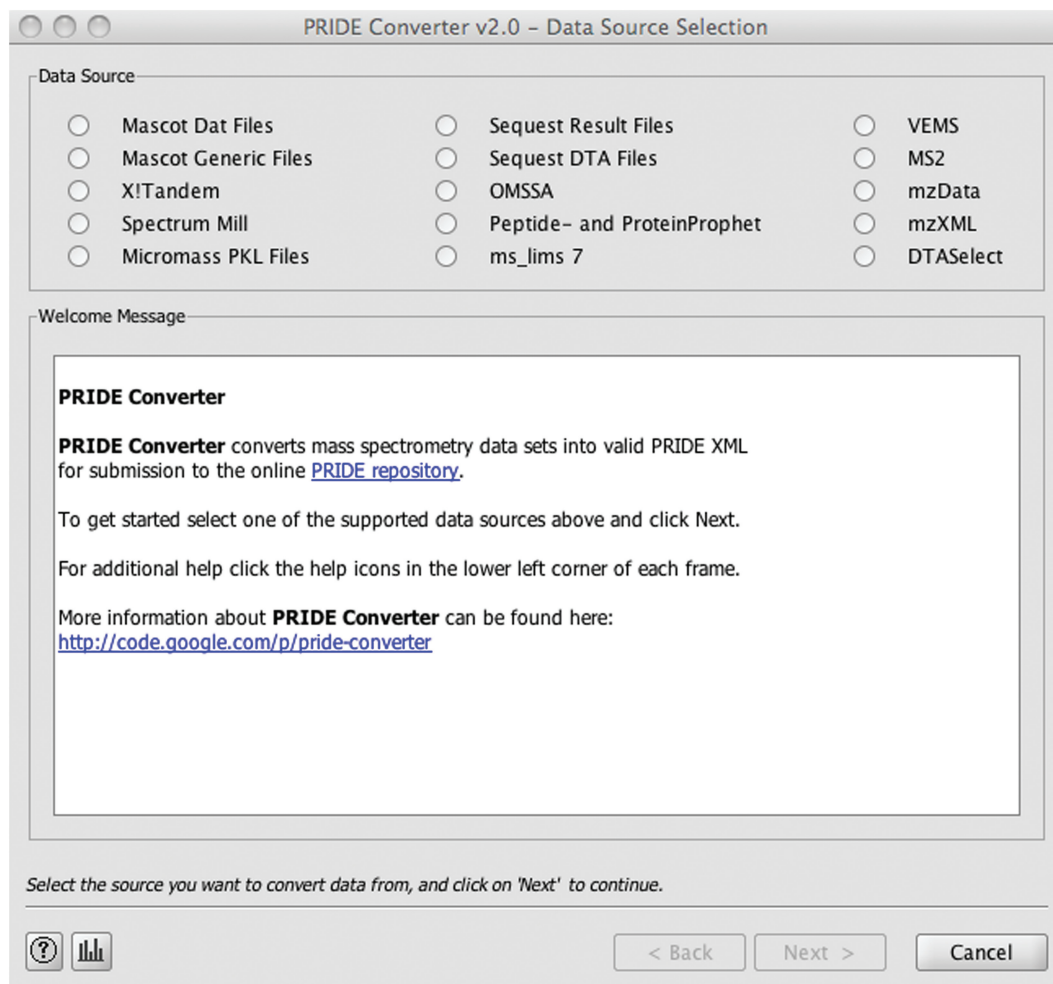 PRIDE Converter v2.0 – Data Source Selection
Data Source
Mascot Dat Files
Mascot Generic Files
X!Tandem
Spectrum Mill
Micromass PKL Files
Sequest Result Files
Sequest DTA Files
OMSSA
Peptide– and ProteinProphet
ms_lims 7
VEMS
MS2
mzData
mzXML
DTASelect
Welcome Message
PRIDE Converter
PRIDE Converter converts mass spectrometry data sets into valid PRIDE XML
for submission to the online PRIDE repository.
To get started select one of the supported data sources above and click Next.
For additional help click the help icons in the lower left corner of each frame.
More information about PRIDE Converter can be found here:
http://code.google.com/p/pride-converter
Select the source you want to convert data from, and click on 'Next' to continue.
?
< Back
Next >
Cancel